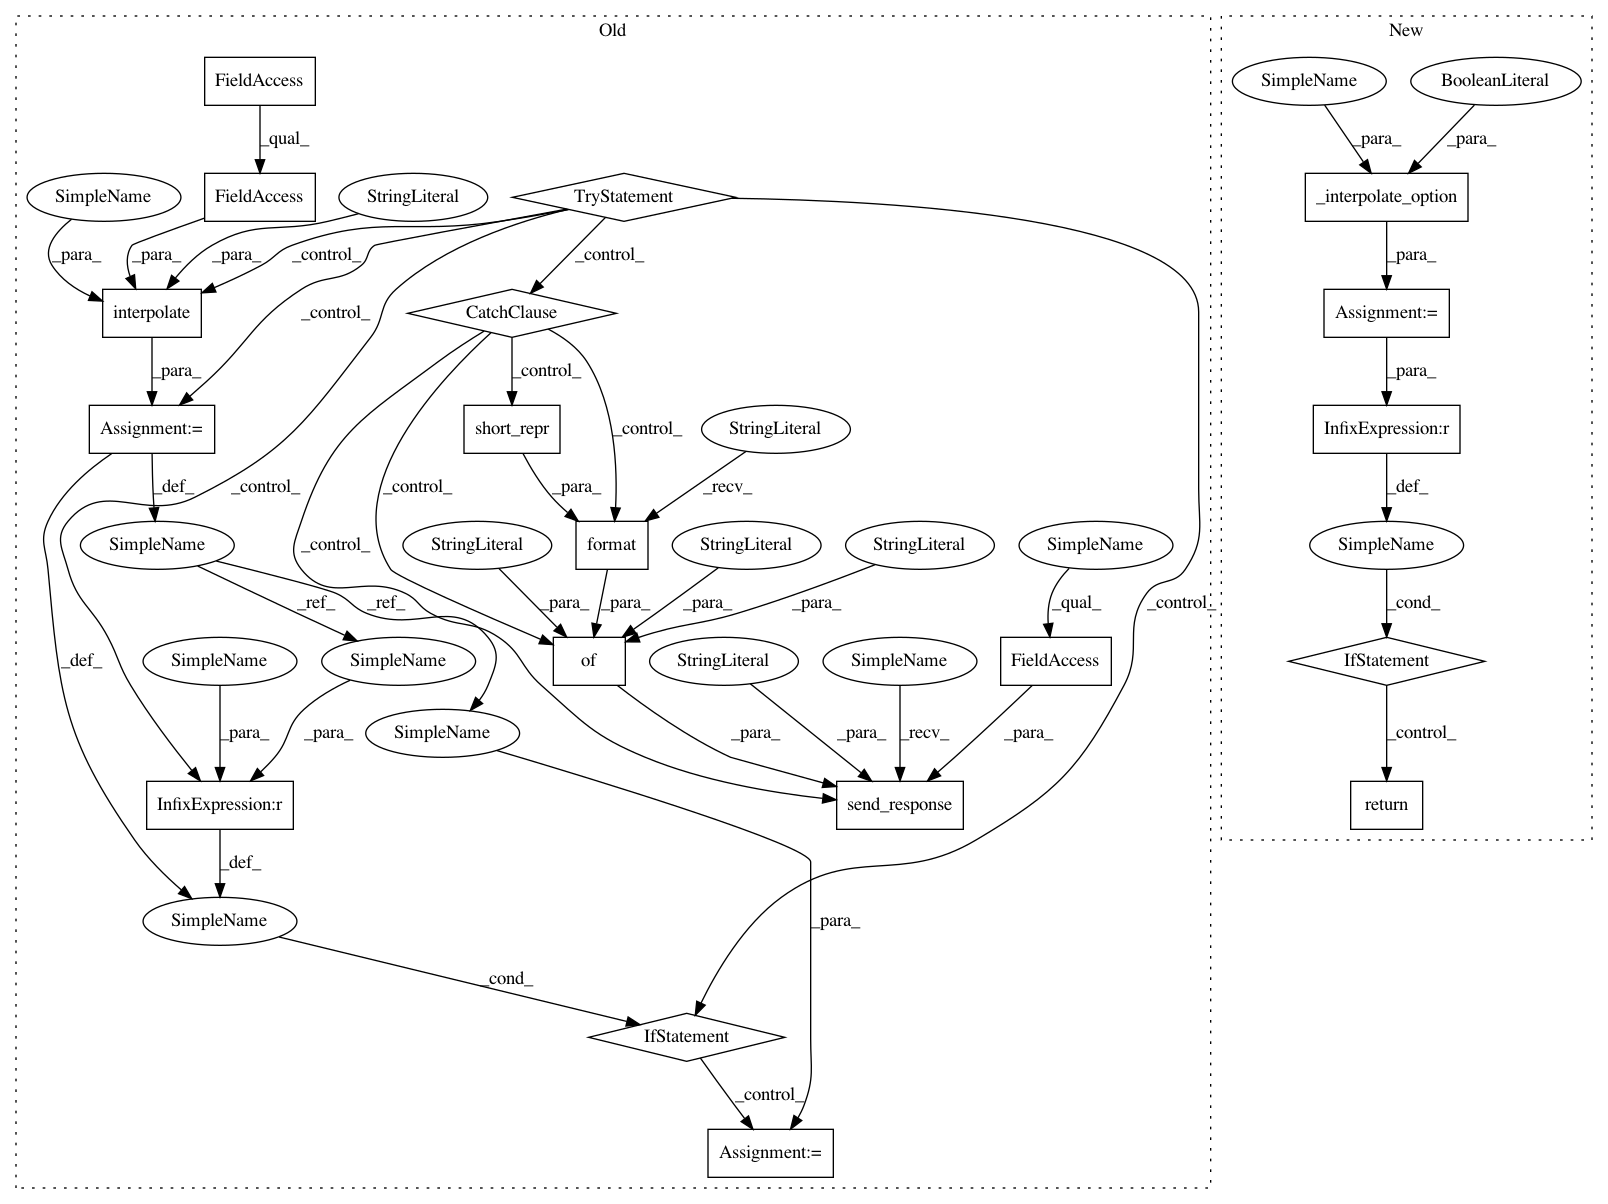 Old
New
FieldAccess
SimpleName
BooleanLiteral
_qual_
_para_
_para_
SimpleName
FieldAccess
StringLiteral
TryStatement
_interpolate_option
_para_
_para_
_para_
_control_
_control_
_para_
interpolate
_control_
CatchClause
Assignment:=
_para_
_control_
_para_
Assignment:=
short_repr
_control_
StringLiteral
InfixExpression:r
_def_
_control_
_control_
_para_
_recv_
_def_
SimpleName
_control_
StringLiteral
format
StringLiteral
StringLiteral
SimpleName
SimpleName
_ref_
_ref_
_para_
_para_
_para_
_para_
_qual_
_control_
_cond_
_def_
SimpleName
SimpleName
of
StringLiteral
SimpleName
FieldAccess
IfStatement
_para_
_para_
SimpleName
_para_
_para_
_recv_
_para_
_control_
InfixExpression:r
send_response
return
_def_
SimpleName
_para_
_cond_
IfStatement
_control_
Assignment:=